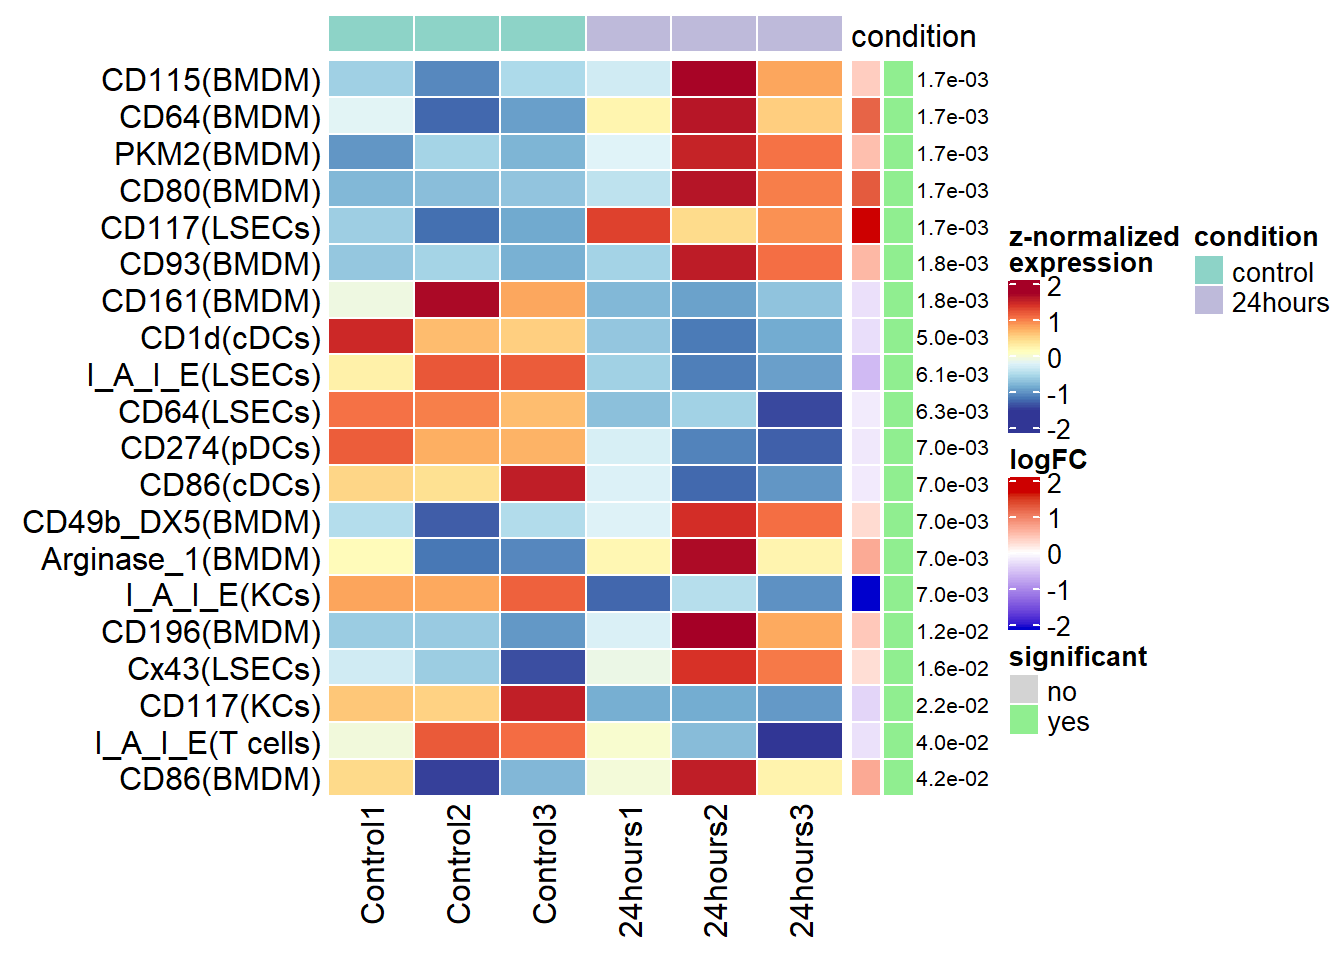 condition
CD115(BMDM) 1.7e-03
CD64(BMDM) 1.7e-03
PKM2(BMDM) 1.7e-03
CD80(BMDM) 1.7e-03
CD117(LSECs) 1.7e-03
CD93(BMDM) 1.8e-03
CD161(BMDM) 1.8e-03
CD1d(cDCs) 5.0e-03
I_A_I_E(LSECs) 6.1e-03
CD64(LSECs) 6.3e-03
CD274(pDCs) 7.0e-03
CD86(cDCs) 7.0e-03
CD49b_DX5(BMDM) 7.0e-03
Arginase_1(BMDM) 7.0e-03
I_A_I_E(KCs) 7.0e-03
CD196(BMDM) 1.2e-02
Cx43(LSECs) 1.6e-02
CD117(KCs) 2.2e-02
I_A_I_E(T cells) 4.0e-02
CD86(BMDM) 4.2e-02
Control1
Control2
Control3
24hours1
24hours2
24hours3
z-normalized
expression
2
1
0
-1
-2
logFC
2
1
0
-1
-2
significant
no
yes
condition
control
24hours